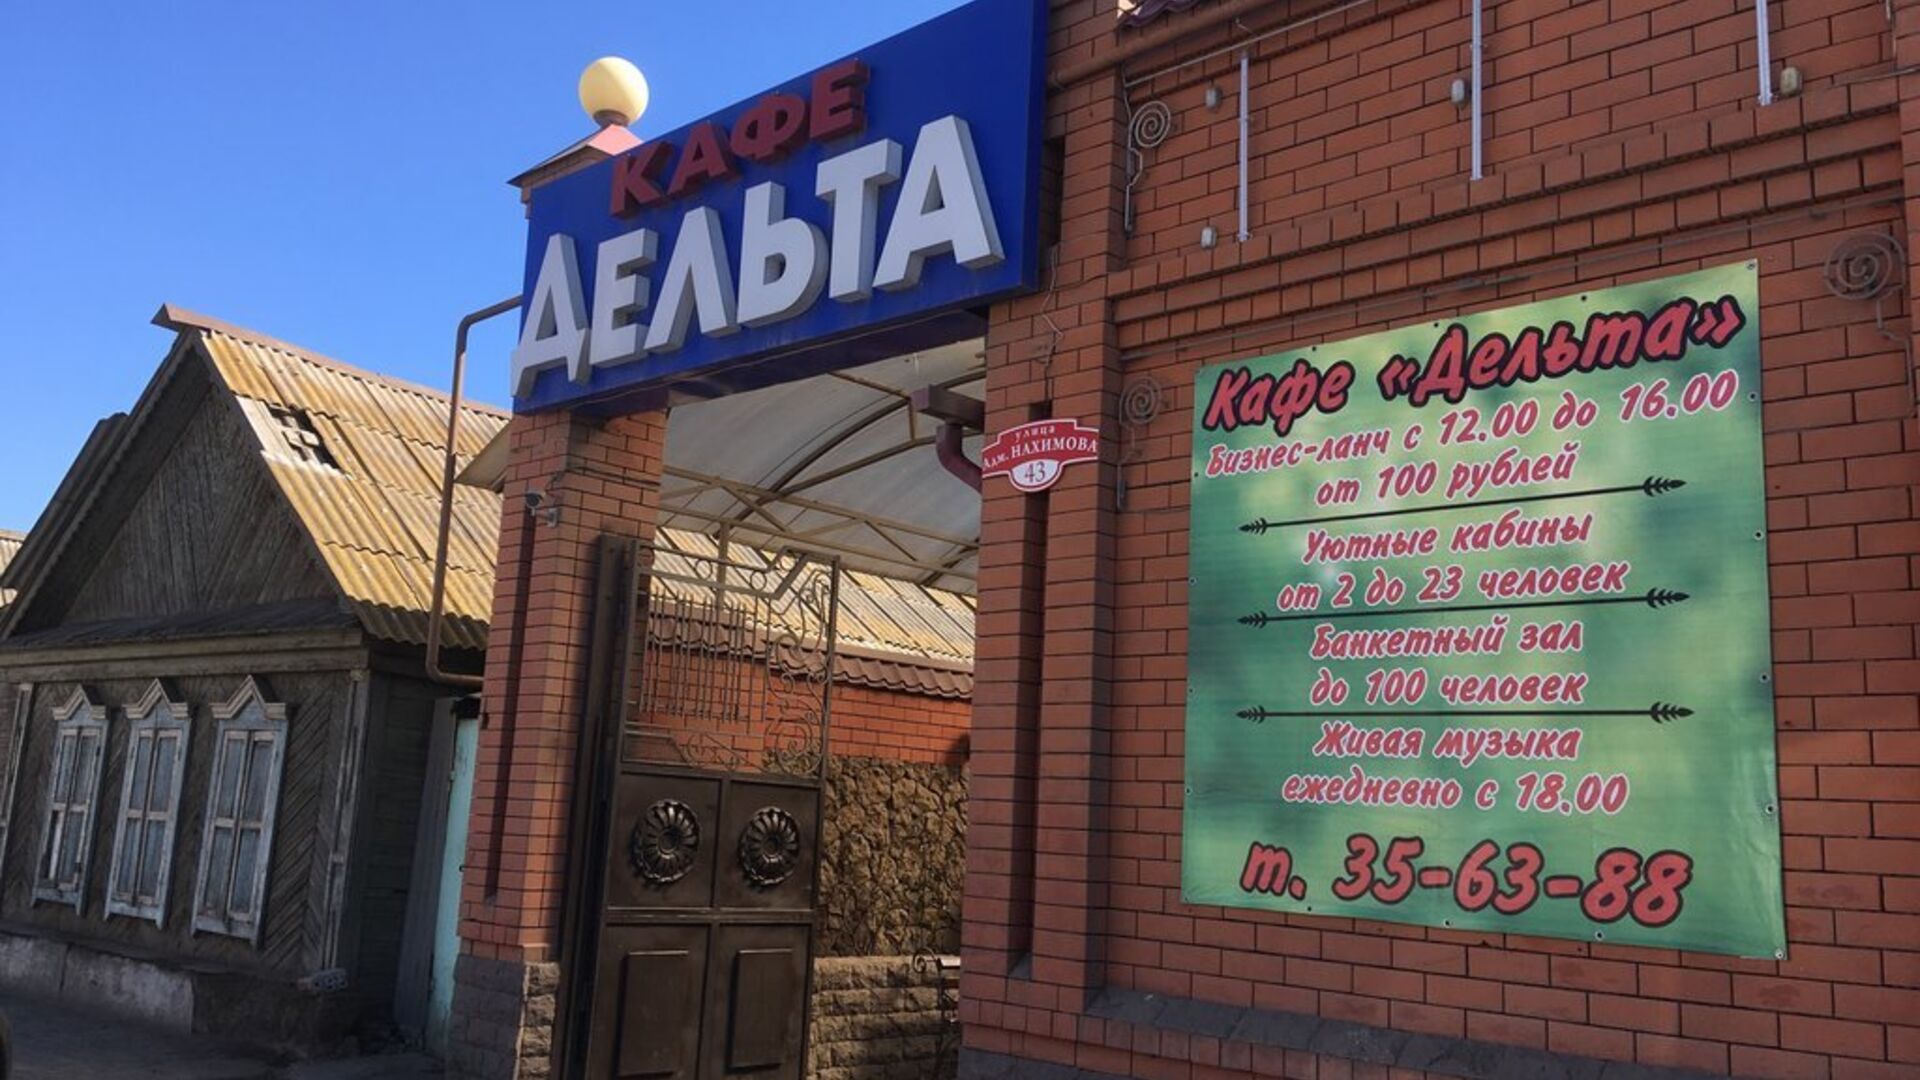 КАФЕ
ДЕЛЬТА
улица
Адм. НАХИМОВА
43
Кафе «Дельта»
Бизнес-ланч с 12.00 до 16.00
от 100 рублей
Уютные кабины
от 2 до 23 человек
Банкетный зал
до 100 человек
Живая музыка
ежедневно с 18.00
т. 35-63-88